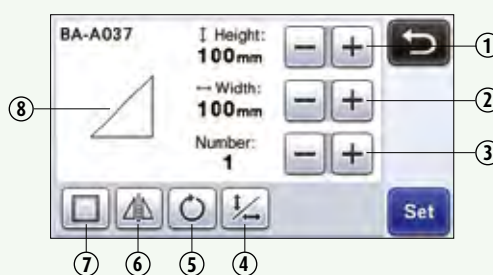 BA-A037
Height:
100mm
Width:
100mm
Number:
1
Set
1
2
3
4
5
6
7
8